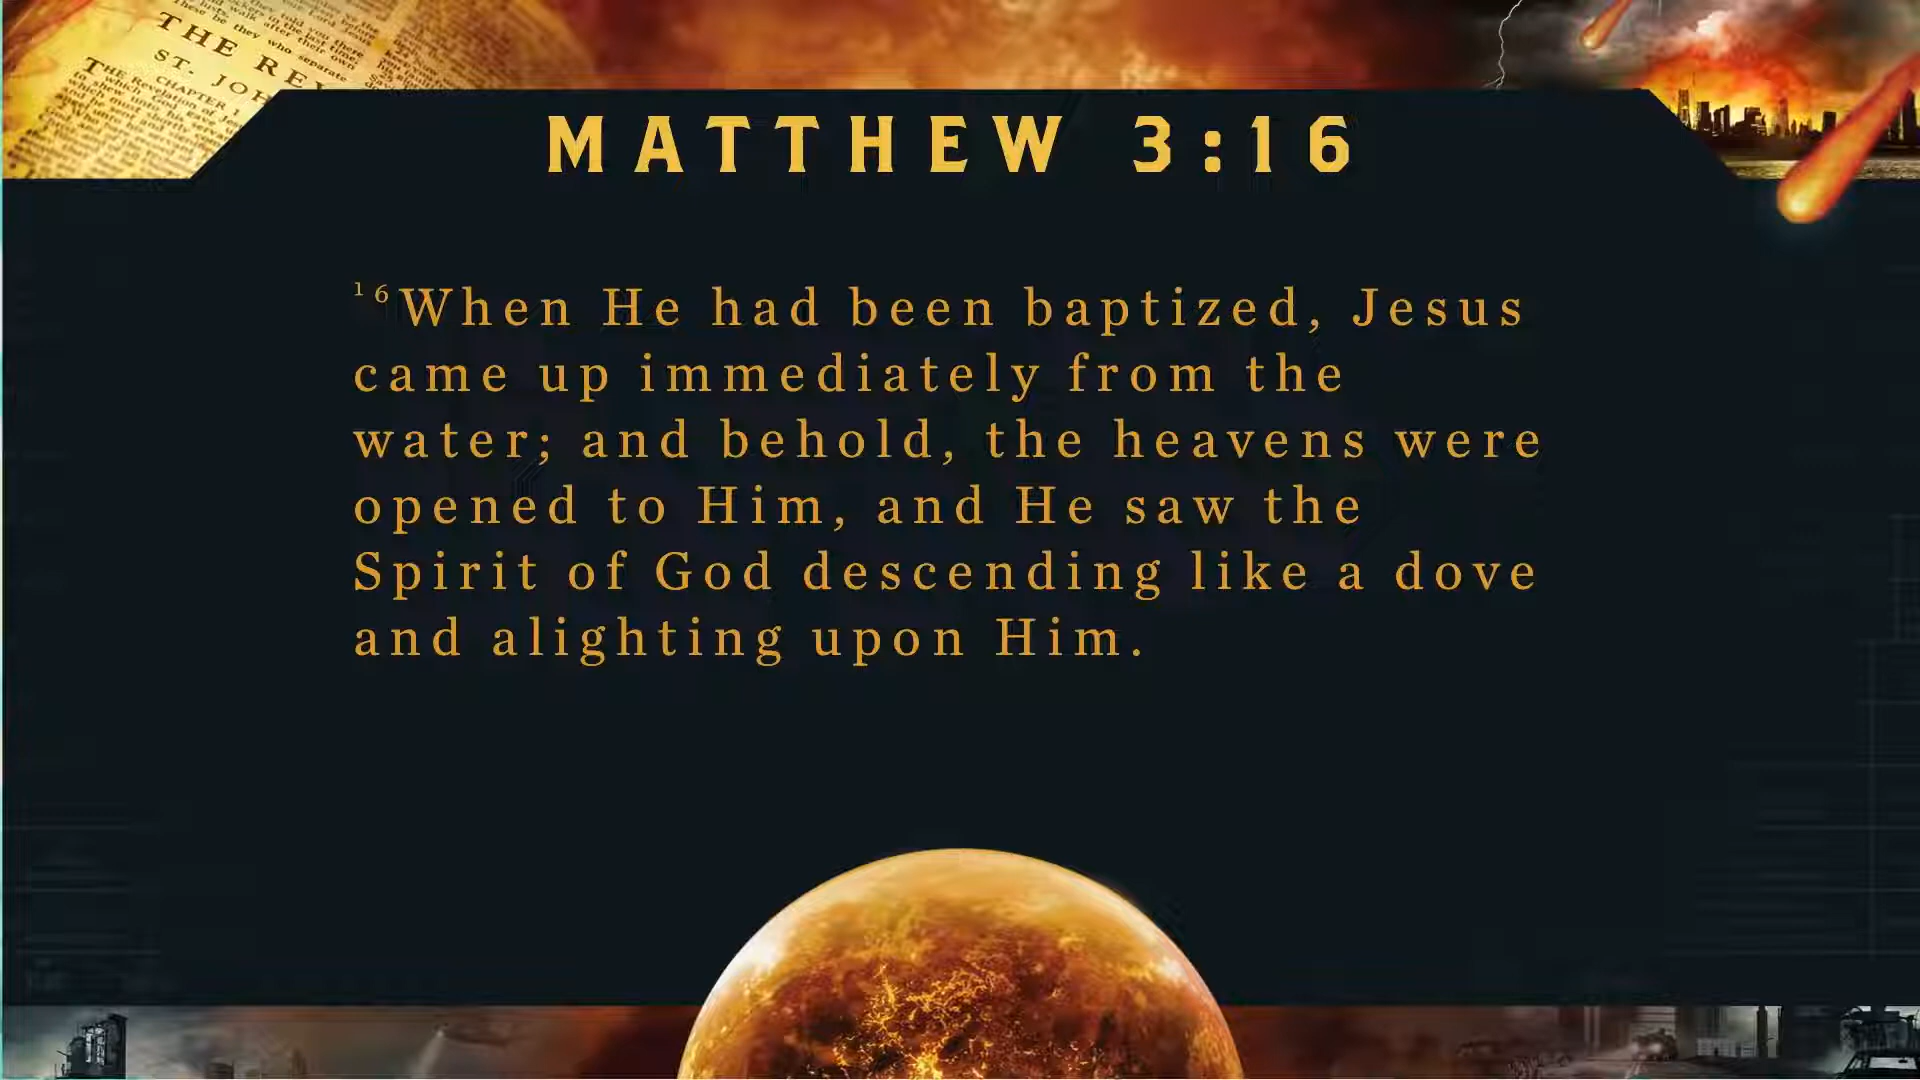 THE REV
ST. JOH
CHAPTER 1
MATTHEW 3:16
16When He had been baptized, Jesus
came up immediately from the
water; and behold, the heavens were
opened to Him, and He saw the
Spirit of God descending like a dove
and alighting upon Him.